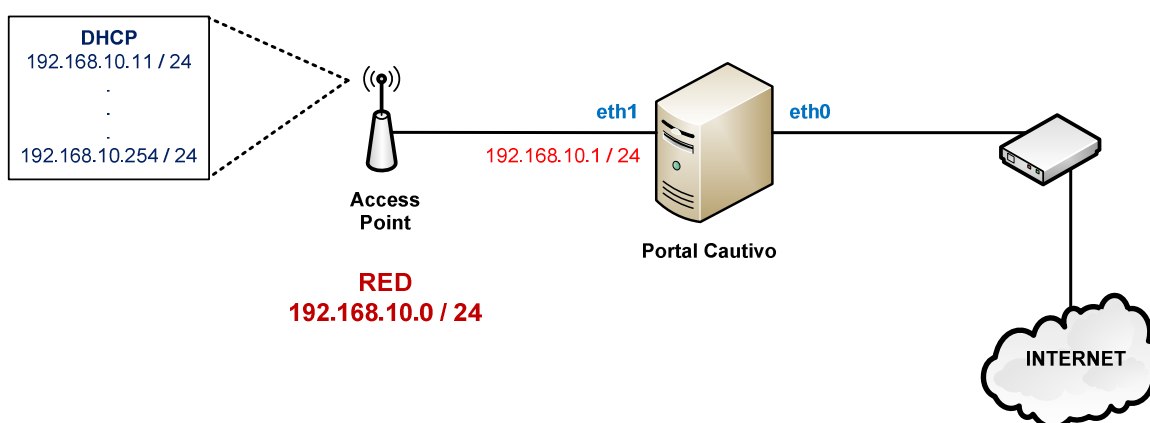 DHCP
192.168.10.11 / 24
.
.
.
192.168.10.254 / 24
Access
Point
RED
192.168.10.0 / 24
eth1
192.168.10.1 / 24
eth0
Portal Cautivo
INTERNET